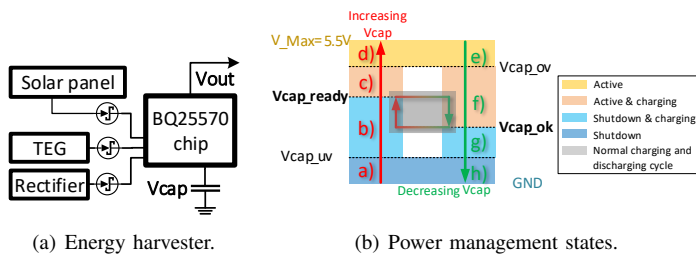 Solar panel
TEG
Rectifier
BQ25570
chip
Vout
Vcap
(a) Energy harvester.
Increasing
Vcap
V_Max=5.5V
d)
e)
Vcap_ov
c)
Vcap_ready
f)
b)
Vcap_ok
g)
Vcap_uv
a)
h)
Decreasing Vcap
GND
Active
Active & charging
Shutdown & charging
Shutdown
Normal charging and
discharging cycle
(b) Power management states.